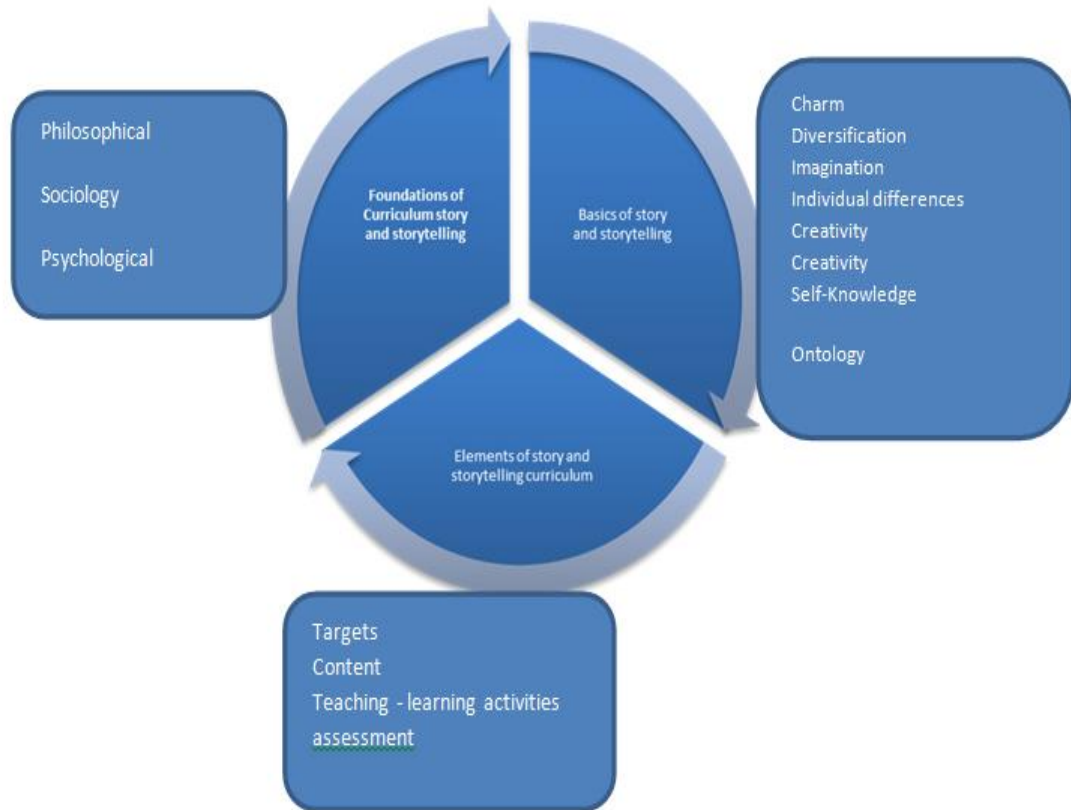 Philosophical
Sociology
Psychological
Foundations of
Curriculum story
and storytelling
Basics of story
and storytelling
Charm
Diversification
Imagination
Individual differences
Creativity
Creativity
Self-Knowledge
Ontology
Elements of story and
storytelling curriculum
Targets
Content
Teaching - learning activities
assessment